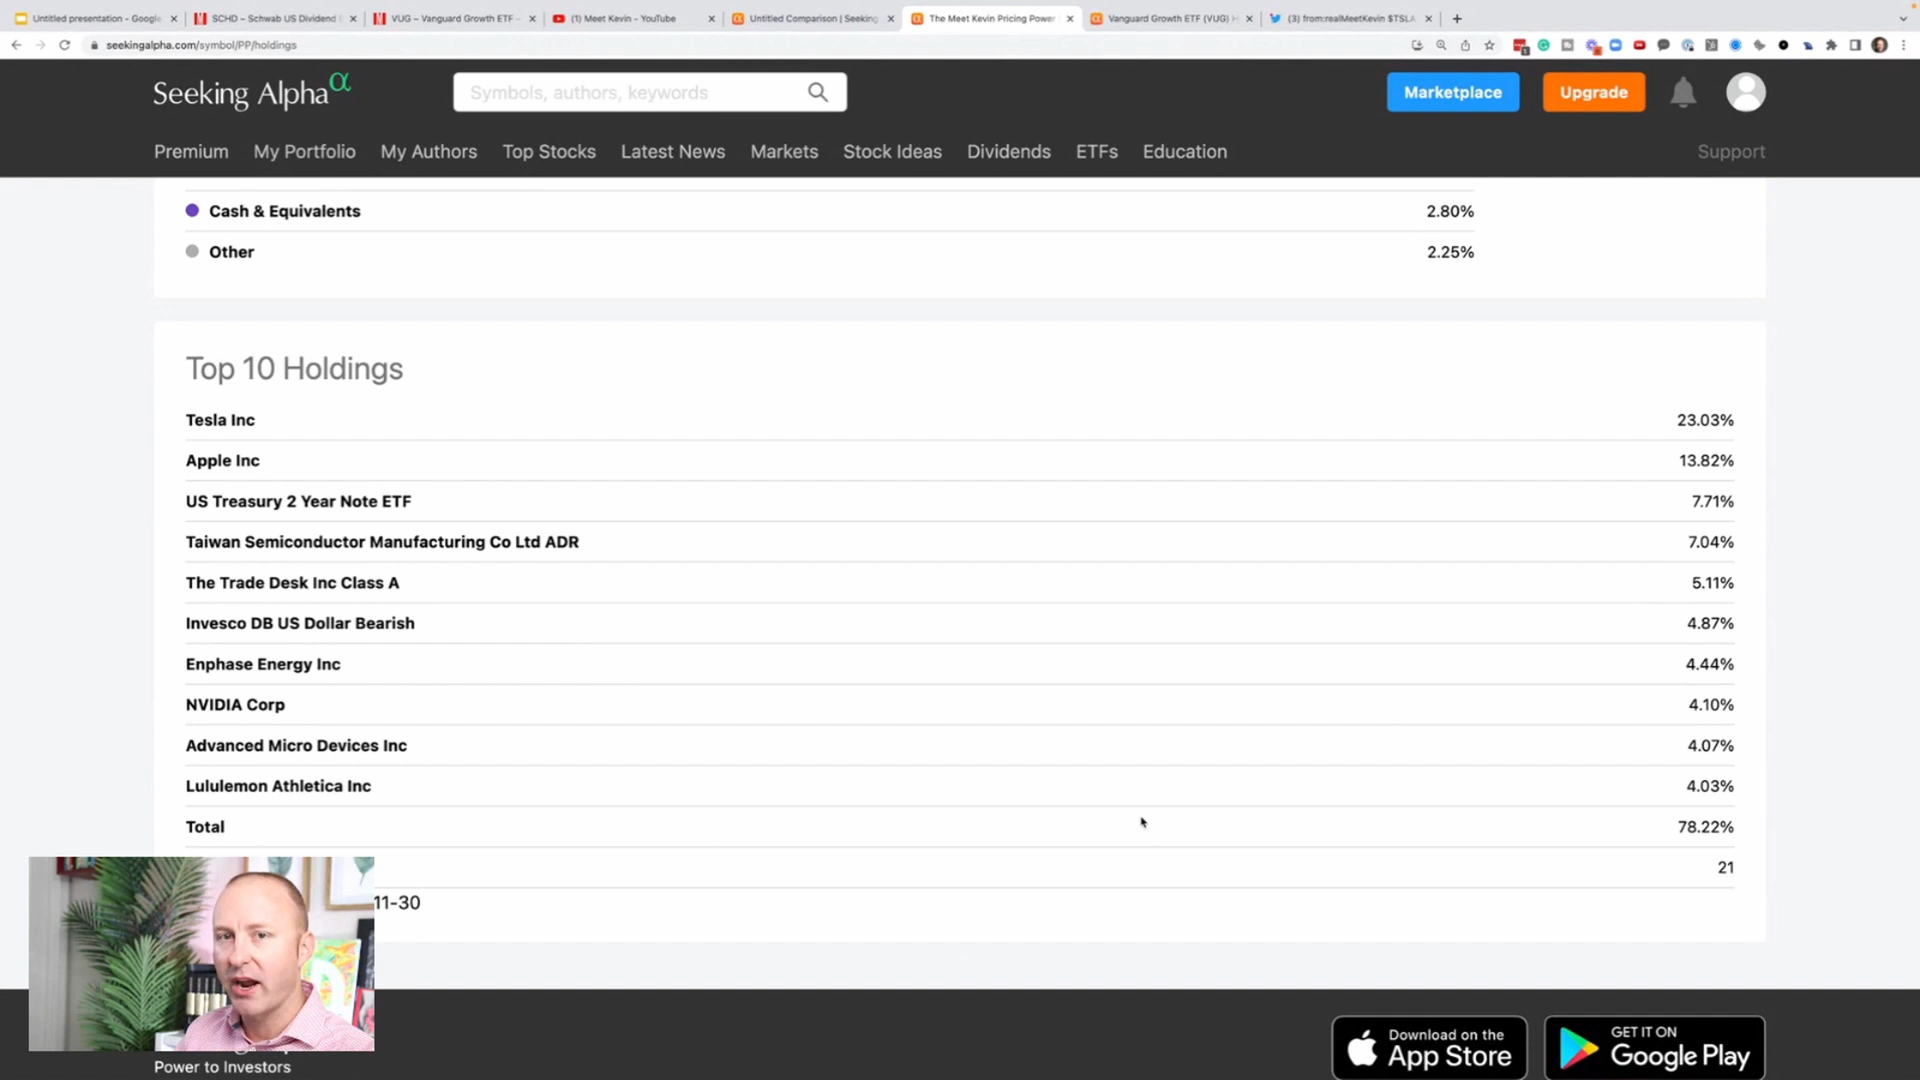 Untitled presentation - Google
SCHD – Schwab US Dividend
VUG – Vanguard Growth ETF –
(1) Meet Kevin - YouTube
Untitled Comparison | Seeking
The Meet Kevin Pricing Power
Vanguard Growth ETF (VUG) H
(3) from:realMeetKevin $TSLA
seekingalpha.com/symbol/PP/holdings
Seeking Alpha α
Symbols, authors, keywords
Marketplace
Upgrade
Premium
My Portfolio
My Authors
Top Stocks
Latest News
Markets
Stock Ideas
Dividends
ETFs
Education
Support
Cash & Equivalents 2.80%
Other 2.25%
Top 10 Holdings
Tesla Inc 23.03%
Apple Inc 13.82%
US Treasury 2 Year Note ETF 7.71%
Taiwan Semiconductor Manufacturing Co Ltd ADR 7.04%
The Trade Desk Inc Class A 5.11%
Invesco DB US Dollar Bearish 4.87%
Enphase Energy Inc 4.44%
NVIDIA Corp 4.10%
Advanced Micro Devices Inc 4.07%
Lululemon Athletica Inc 4.03%
Total 78.22%
21
11-30
Power to Investors
Download on the
App Store
GET IT ON
Google Play